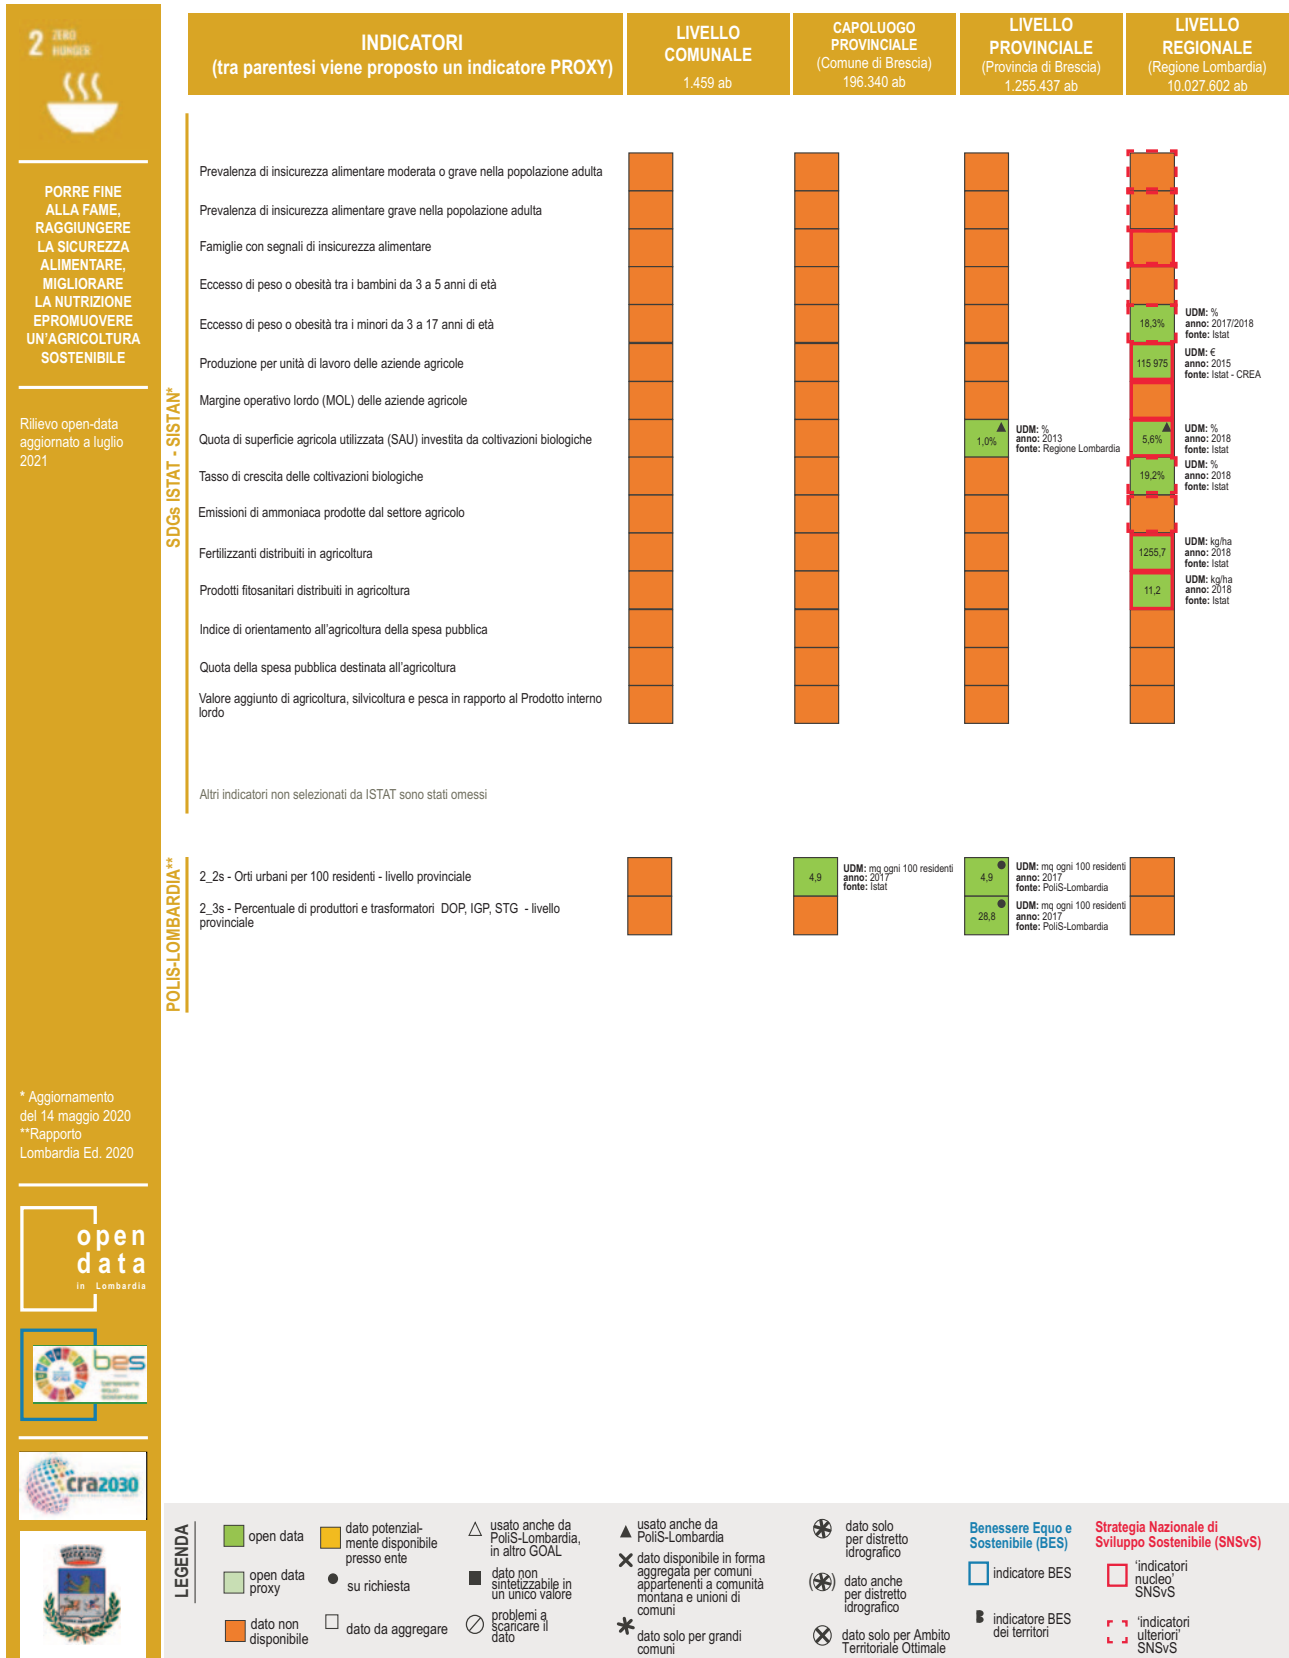 2 ZERO
HUNGER
PORRE FINE
ALLA FAME,
RAGGIUNGERE
LA SICUREZZA
ALIMENTARE,
MIGLIORARE
LA NUTRIZIONE
EPROMUOVERE
UN'AGRICOLTURA
SOSTENIBILE
Rilievo open-data
aggiornato a luglio
2021
* Aggiornamento
del 14 maggio 2020
**Rapporto
Lombardia Ed. 2020
open
data
in Lombardia
bes
benessere
equo
sostenibile
cra2030
INDICATORI
(tra parentesi viene proposto un indicatore PROXY)
LIVELLO
COMUNALE
1.459 ab
CAPOLUOGO
PROVINCIALE
(Comune di Brescia)
196.340 ab
LIVELLO
PROVINCIALE
(Provincia di Brescia)
1.255.437 ab
LIVELLO
REGIONALE
(Regione Lombardia)
10.027.602 ab
SDGs ISTAT - SISTAN*
Prevalenza di insicurezza alimentare moderata o grave nella popolazione adulta
Prevalenza di insicurezza alimentare grave nella popolazione adulta
Famiglie con segnali di insicurezza alimentare
Eccesso di peso o obesità tra i bambini da 3 a 5 anni di età
Eccesso di peso o obesità tra i minori da 3 a 17 anni di età
18,3%
UDM: %
anno: 2017/2018
fonte: Istat
Produzione per unità di lavoro delle aziende agricole
115 975
UDM: €
anno: 2015
fonte: Istat - CREA
Margine operativo lordo (MOL) delle aziende agricole
Quota di superficie agricola utilizzata (SAU) investita da coltivazioni biologiche
1,0%
UDM: %
anno: 2013
fonte: Regione Lombardia
5,6%
UDM: %
anno: 2018
fonte: Istat
Tasso di crescita delle coltivazioni biologiche
19,2%
UDM: %
anno: 2018
fonte: Istat
Emissioni di ammoniaca prodotte dal settore agricolo
Fertilizzanti distribuiti in agricoltura
1255,7
UDM: kg/ha
anno: 2018
fonte: Istat
Prodotti fitosanitari distribuiti in agricoltura
11,2
UDM: kg/ha
anno: 2018
fonte: Istat
Indice di orientamento all'agricoltura della spesa pubblica
Quota della spesa pubblica destinata all'agricoltura
Valore aggiunto di agricoltura, silvicoltura e pesca in rapporto al Prodotto interno
lordo
Altri indicatori non selezionati da ISTAT sono stati omessi
POLIS-LOMBARDIA**
2_2s - Orti urbani per 100 residenti - livello provinciale
4,9
UDM: mq ogni 100 residenti
anno: 2017
fonte: Istat
4,9
UDM: mq ogni 100 residenti
anno: 2017
fonte: PoliS-Lombardia
2_3s - Percentuale di produttori e trasformatori DOP, IGP, STG - livello
provinciale
28,8
UDM: mq ogni 100 residenti
anno: 2017
fonte: PoliS-Lombardia
LEGENDA
open data
open data
proxy
dato non
disponibile
dato potenzial-
mente disponibile
presso ente
su richiesta
dato da aggregare
usato anche da
PoliS-Lombardia,
in altro GOAL
dato non
sintetizzabile in
un unico valore
problemi a
scaricare il
dato
usato anche da
PoliS-Lombardia
dato disponibile in forma
aggregata per comuni
appartenenti a comunità
montana e unioni di
comuni
dato solo per grandi
comuni
dato solo
per distretto
idrografico
dato anche
per distretto
idrografico
dato solo per Ambito
Territoriale Ottimale
Benessere Equo e
Sostenibile (BES)
indicatore BES
indicatore BES
dei territori
Strategia Nazionale di
Sviluppo Sostenibile (SNSvS)
'indicatori
nucleo'
SNSvS
'indicatori
ulteriori'
SNSvS